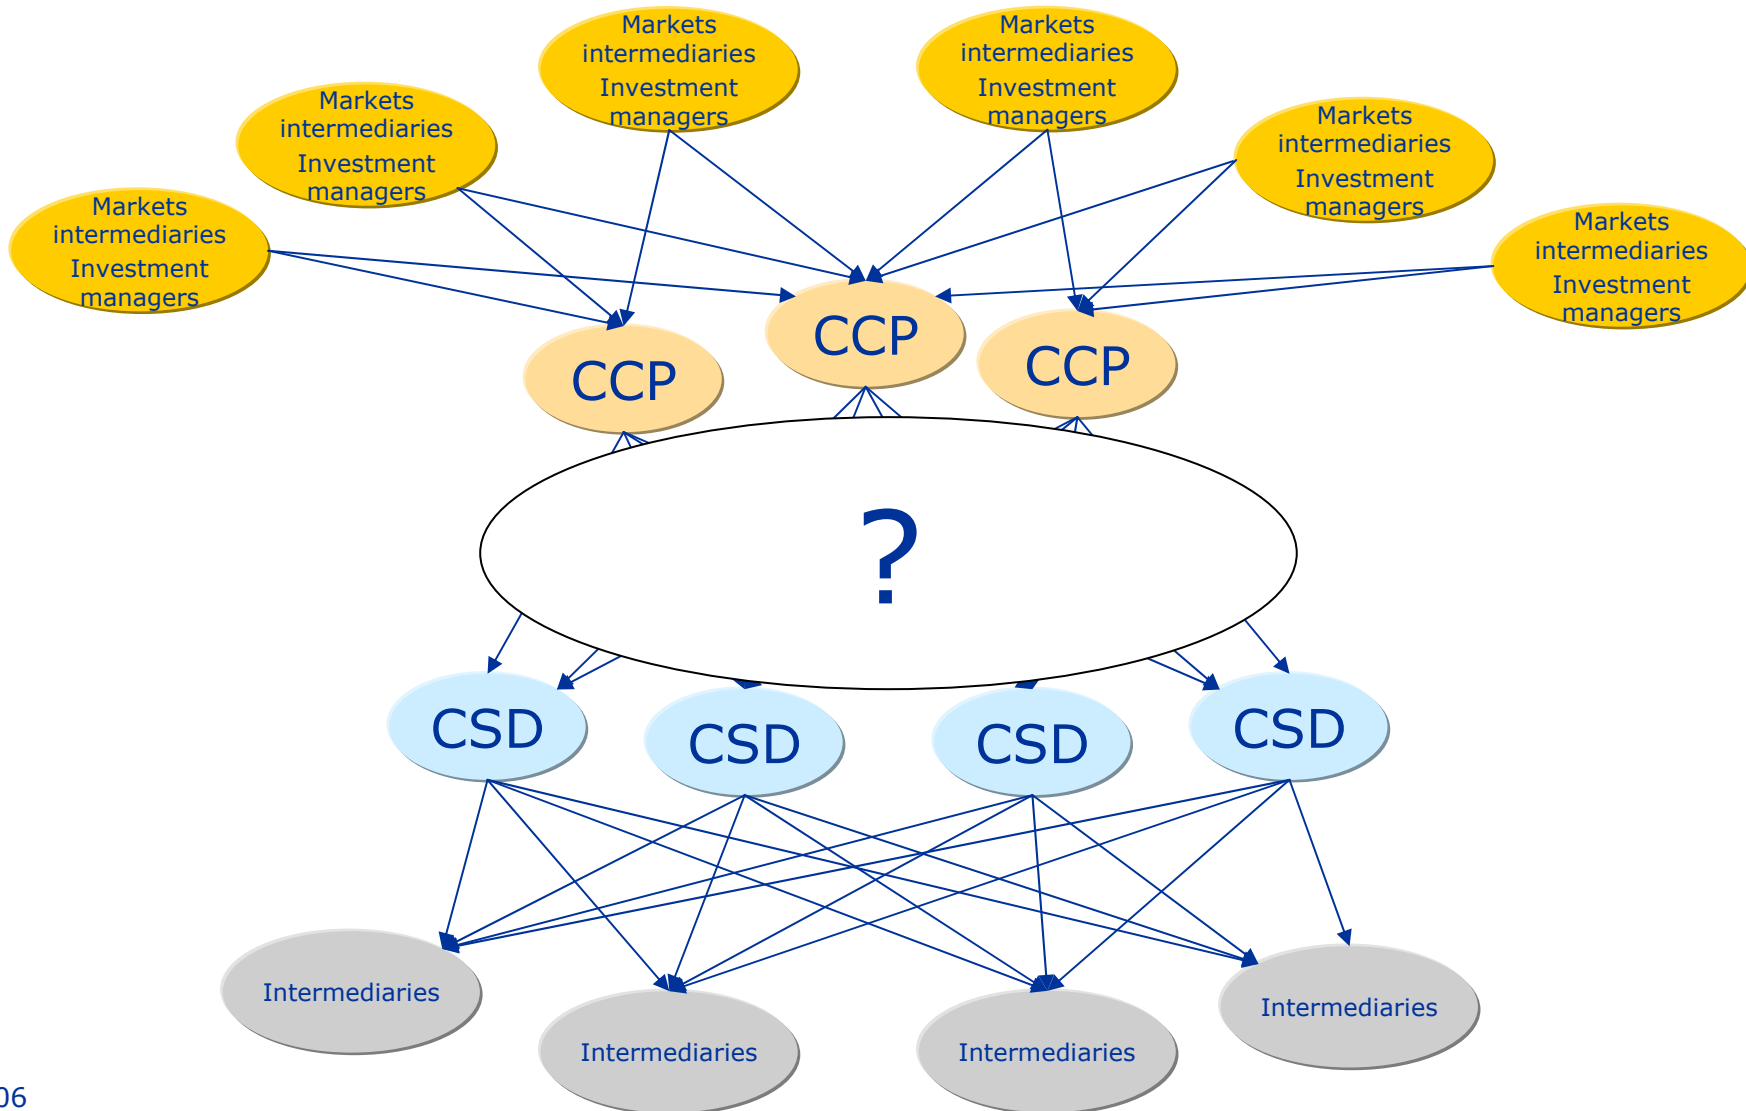 Markets
intermediaries
Investment
managers
Markets
intermediaries
Investment
managers
Markets
intermediaries
Investment
managers
Markets
intermediaries
Investment
managers
Markets
intermediaries
Investment
managers
Markets
intermediaries
Investment
managers
CCP
CCP
CCP
?
CSD
CSD
CSD
CSD
Intermediaries
Intermediaries
Intermediaries
Intermediaries
06